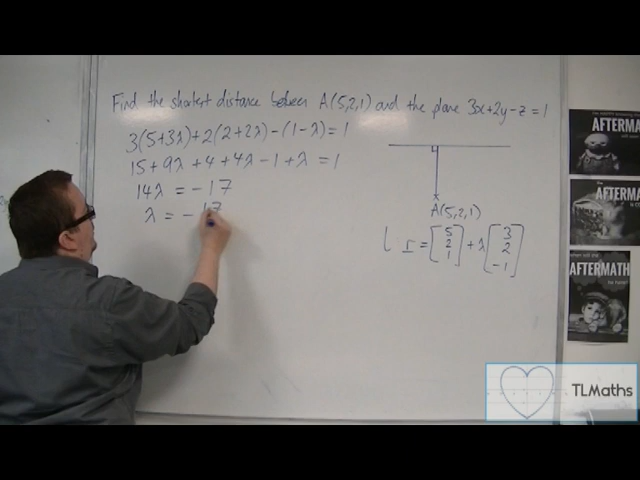 Find the shortest distance between A(5,2,1) and the plane 3x+2y-z=1
3(5+3λ)+2(2+2λ)-(1-λ)=1
15+9λ+4+4λ-1+λ=1
14λ=-17
λ=-17
A(5,2,1)
l r = [5 2 1] + λ [3 2 -1]
AFTERMATH
AFTERMATH
AFTERMATH
TLMaths